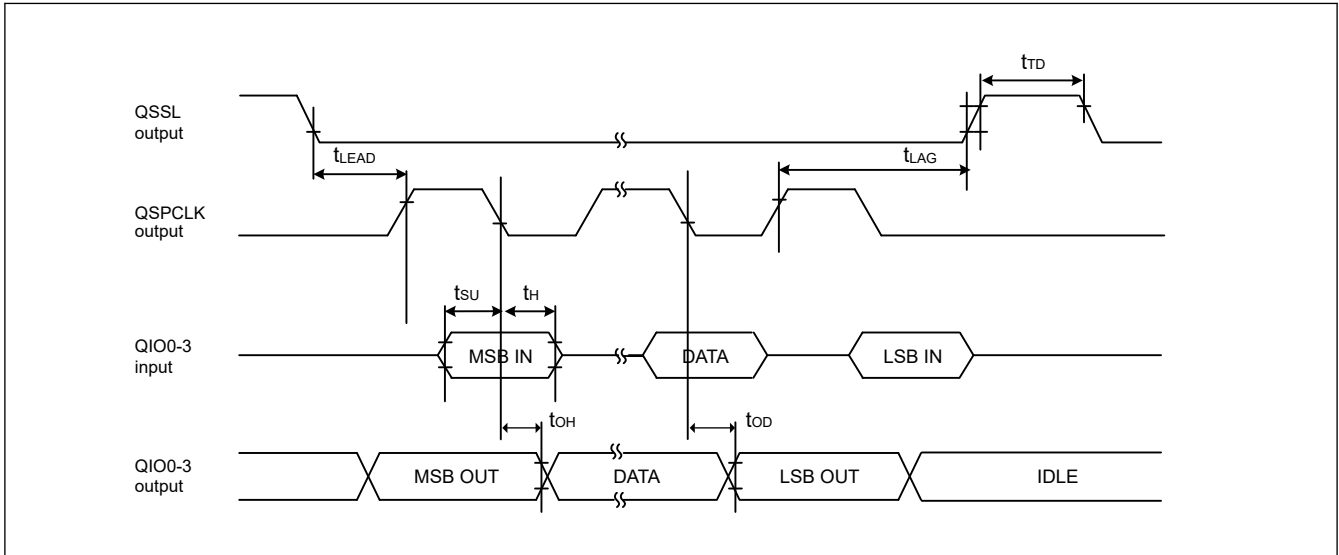 tTD
QSSL
output
tLEAD
tLAG
QSPCLK
output
tSU
tH
QIO0-3
input
MSB IN
DATA
LSB IN
tOH
tOD
QIO0-3
output
MSB OUT
DATA
LSB OUT
IDLE